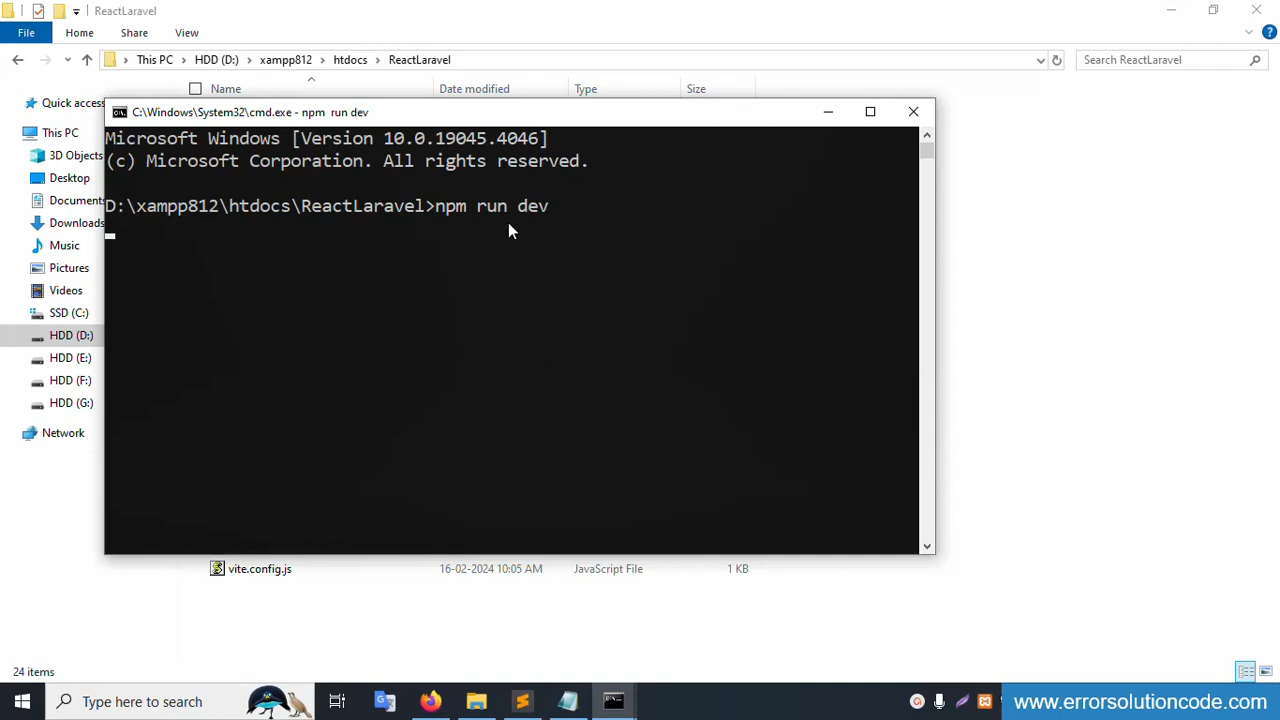 ReactLaravel
File Home Share View
This PC HDD (D:) xampp812 htdocs ReactLaravel Search ReactLaravel
Name Date modified Type Size
C:\Windows\System32\cmd.exe - npm run dev
Microsoft Windows [Version 10.0.19045.4046]
(c) Microsoft Corporation. All rights reserved.
D:\xampp812\htdocs\ReactLaravel>npm run dev
Quick access
This PC
3D Objects
Desktop
Documents
Downloads
Music
Pictures
Videos
SSD (C:)
HDD (D:)
HDD (E:)
HDD (F:)
HDD (G:)
Network
vite.config.js 16-02-2024 10:05 AM JavaScript File 1 KB
24 items
Type here to search
www.errorsolutioncode.com